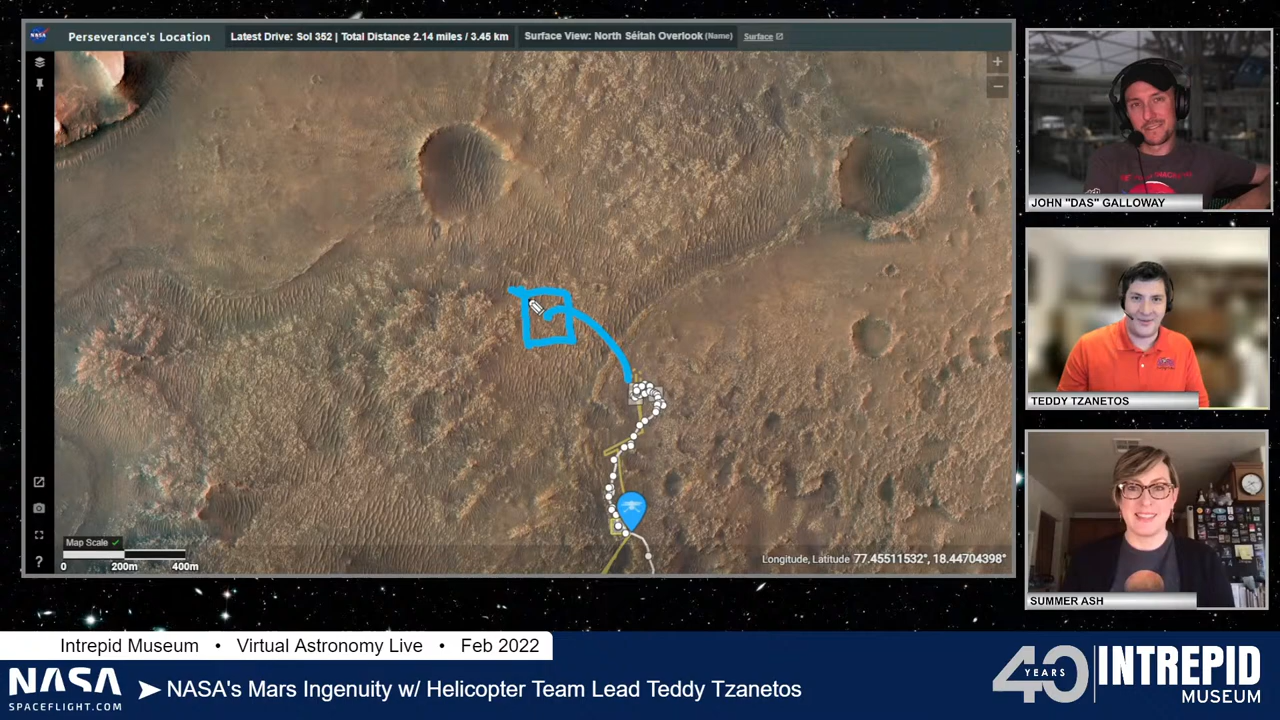 NASA
Perseverance's Location
Latest Drive: Sol 352 | Total Distance 2.14 miles / 3.45 km
Surface View: North Séítah Overlook (Name)
Surface
+
−
JOHN "DAS" GALLOWAY
TEDDY TZANETOS
SUMMER ASH
?
Map Scale ✓
0 200m 400m
Longitude, Latitude 77.45511532°, 18.44704398°
Intrepid Museum • Virtual Astronomy Live • Feb 2022
NASA
SPACEFLIGHT.COM
➤ NASA's Mars Ingenuity w/ Helicopter Team Lead Teddy Tzanetos
40
YEARS
INTREPID
MUSEUM